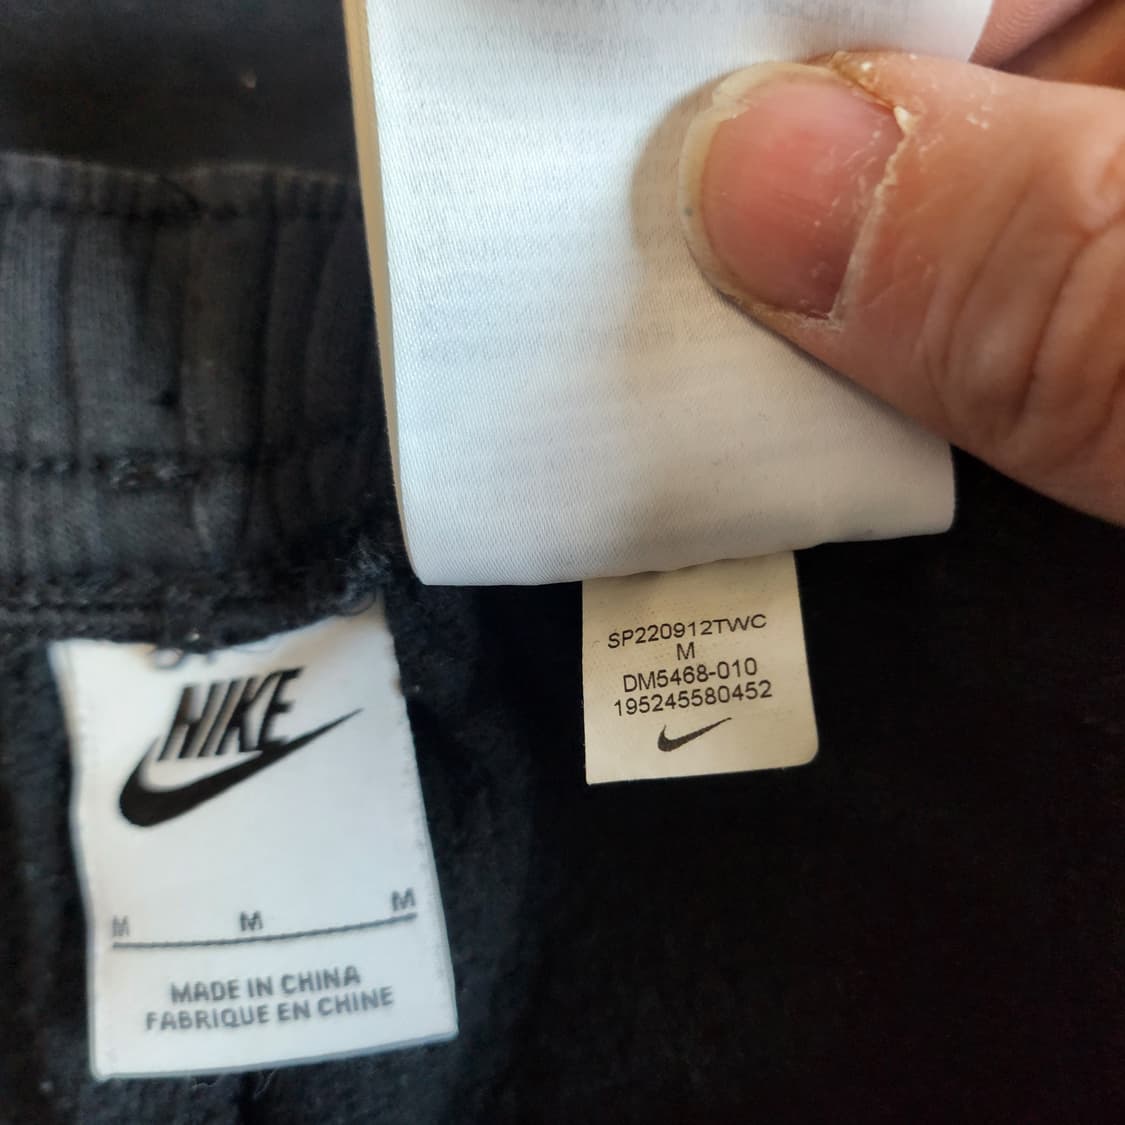 NIKE
M M M
MADE IN CHINA
FABRIQUE EN CHINE
SP220912TWC
M
DM5468-010
195245580452